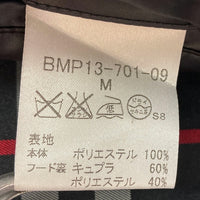 BMP13-701-09
M
S8
表地
本体 ポリエステル 100%
フード裏 キュプラ 60%
ポリエステル 40%